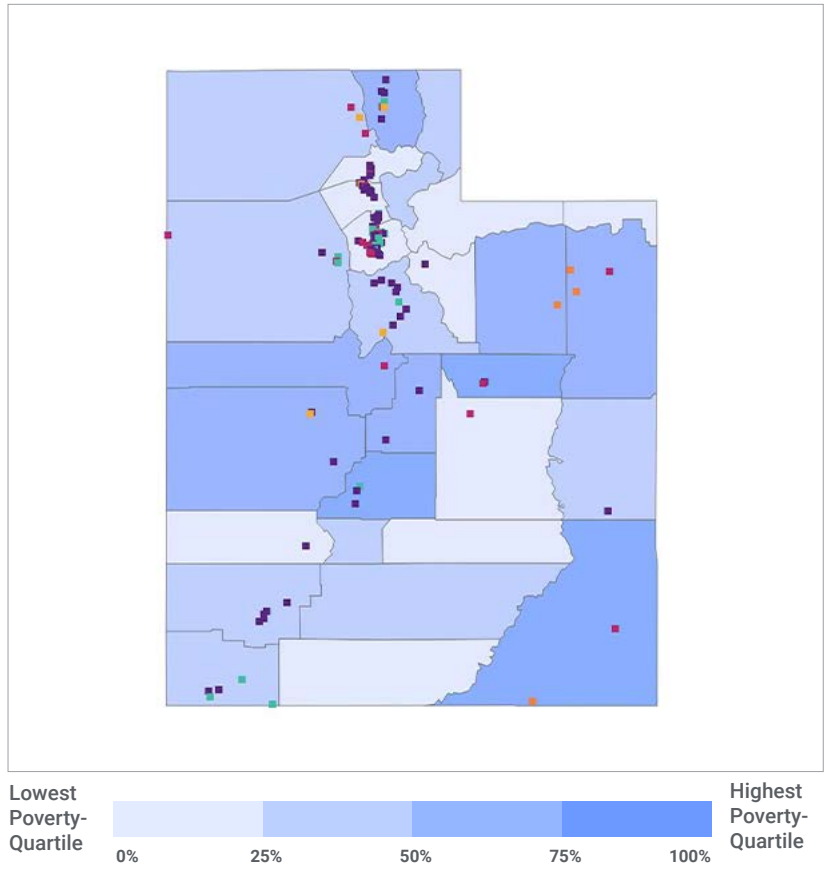 Lowest
Poverty-
Quartile
0%
25%
50%
75%
100%
Highest
Poverty-
Quartile